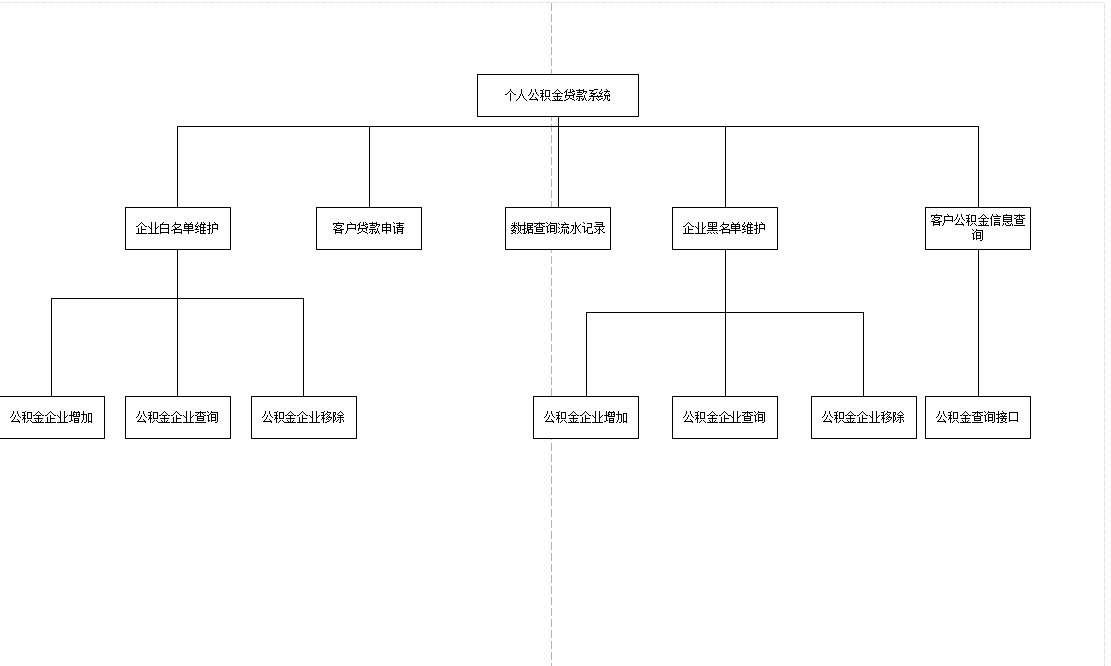 个人公积金贷款系统
企业白名单维护
客户贷款申请
数据查询流水记录
企业黑名单维护
客户公积金信息查
询
公积金企业增加
公积金企业查询
公积金企业移除
公积金企业增加
公积金企业查询
公积金企业移除
公积金查询接口